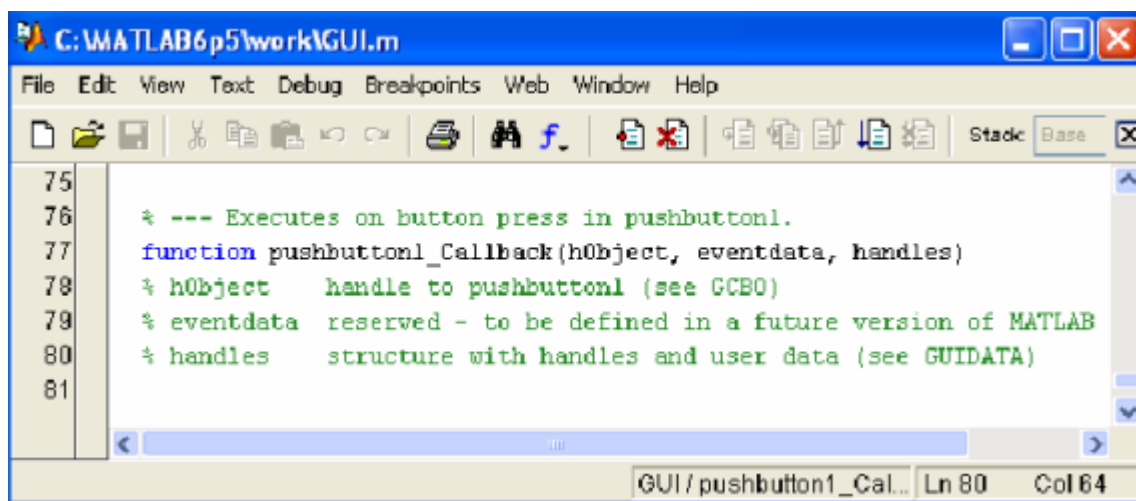 C:\MATLAB6p5\work\GUI.m
File Edit View Text Debug Breakpoints Web Window Help
Stack: Base
75
76 % --- Executes on button press in pushbutton1.
77 function pushbutton1_Callback(hObject, eventdata, handles)
78 % hObject    handle to pushbutton1 (see GCBO)
79 % eventdata  reserved - to be defined in a future version of MATLAB
80 % handles    structure with handles and user data (see GUIDATA)
81
GUI / pushbutton1_Cal... Ln 80 Col 64